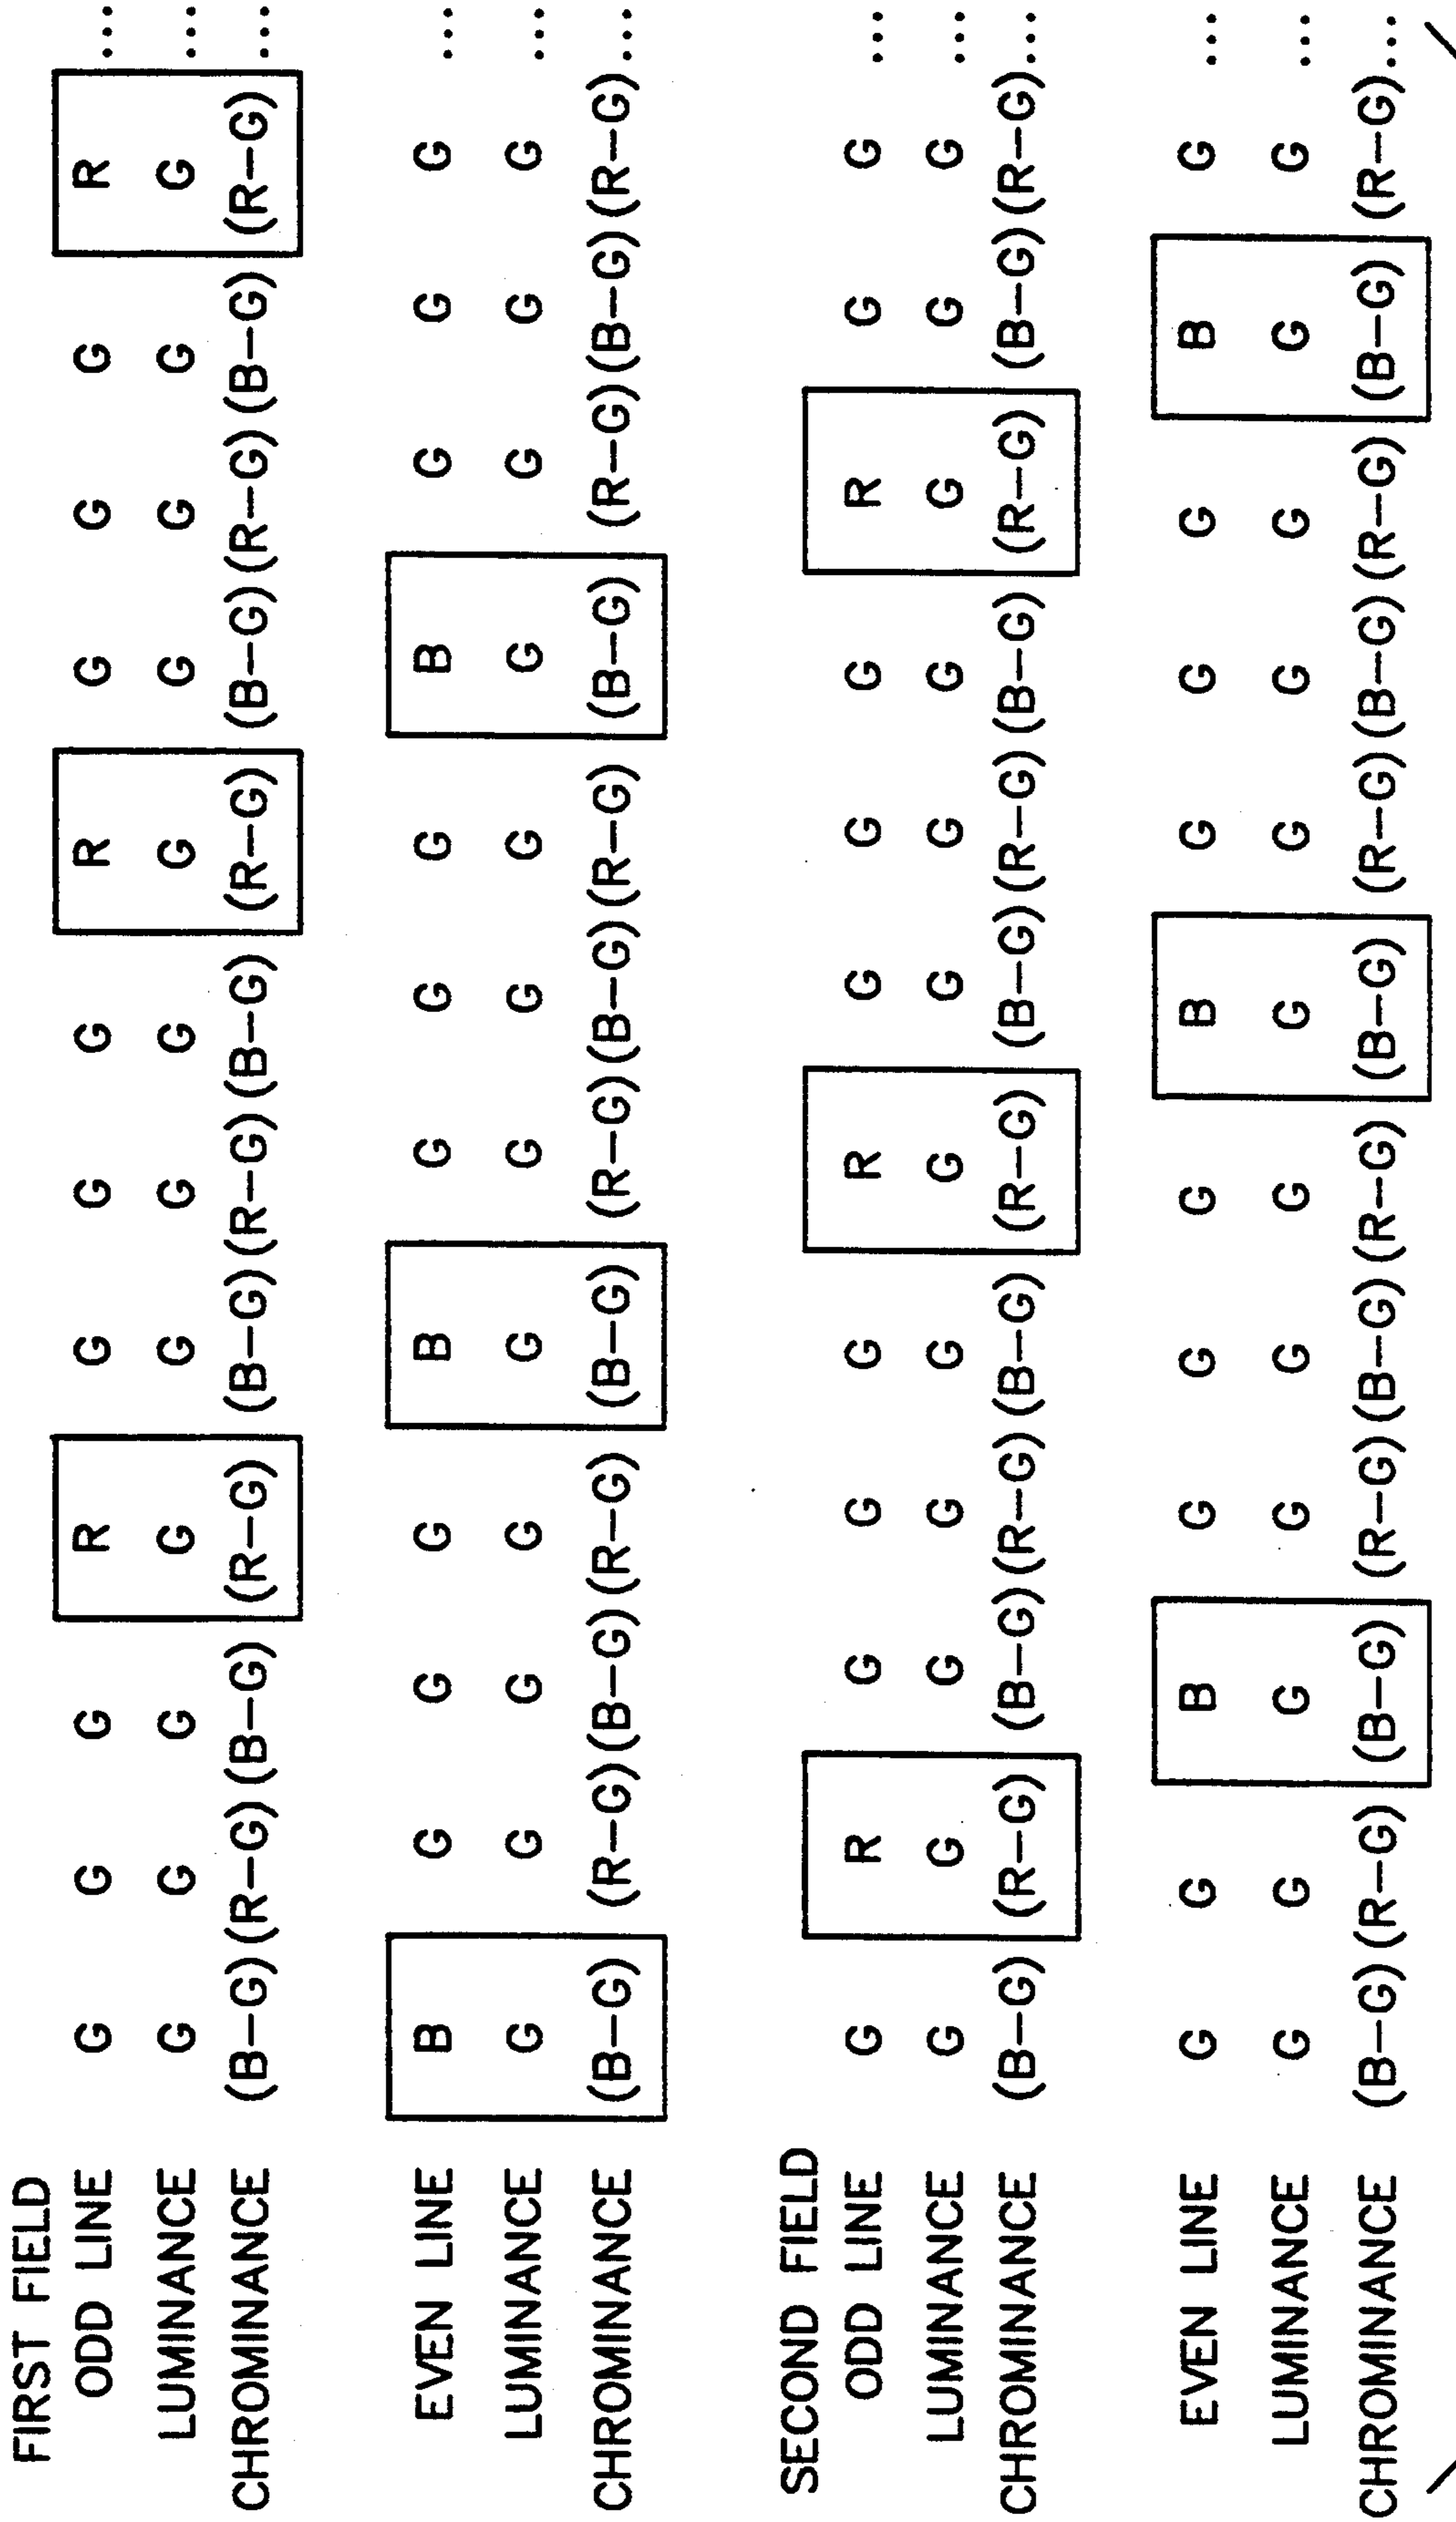 FIRST FIELD
ODD LINE G G G R G G G R G G G R ...
LUMINANCE G G G G G G G G G G G G ...
CHROMINANCE (B–G) (R–G) (B–G) (R–G) (B–G) (R–G) (B–G) (R–G) (B–G) (R–G) (B–G) (R–G) ...
EVEN LINE B G G G B G G G B G G G ...
LUMINANCE G G G G G G G G G G G G ...
CHROMINANCE (B–G) (R–G) (B–G) (R–G) (B–G) (R–G) (B–G) (R–G) (B–G) (R–G) (B–G) (R–G) ...
SECOND FIELD
ODD LINE G R G G G R G G G R G G ...
LUMINANCE G G G G G G G G G G G G ...
CHROMINANCE (B–G) (R–G) (B–G) (R–G) (B–G) (R–G) (B–G) (R–G) (B–G) (R–G) (B–G) (R–G) ...
EVEN LINE G G B G G G B G G G B G ...
LUMINANCE G G G G G G G G G G G G ...
CHROMINANCE (B–G) (R–G) (B–G) (R–G) (B–G) (R–G) (B–G) (R–G) (B–G) (R–G) (B–G) (R–G) ...